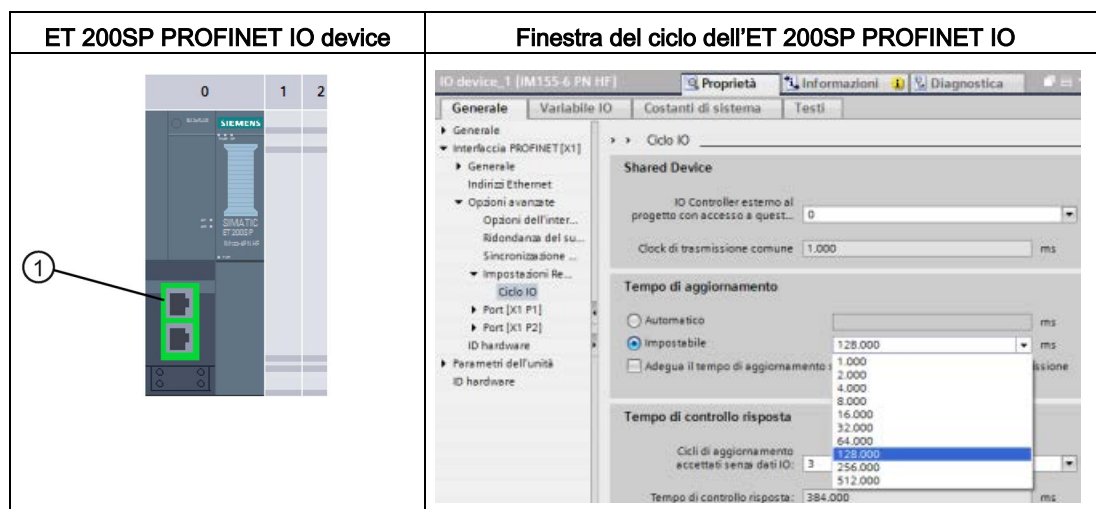 ET 200SP PROFINET IO device
Finestra del ciclo dell'ET 200SP PROFINET IO
0 1 2
SIEMENS
SIMATIC
ET 200SP
1
IO device_1 [IM155-6 PN HF]
Proprietà
Informazioni
Diagnostica
Generale
Variabile IO
Costanti di sistema
Testi
Generale
Interfaccia PROFINET [X1]
Generale
Indirizzi Ethernet
Opzioni avanzate
Opzioni dell'inter...
Ridondanza del su...
Sincronizzazione ...
Impostazioni Re...
Ciclo IO
Port [X1 P1]
Port [X1 P2]
ID hardware
Parametri dell'unità
ID hardware
> > Ciclo IO
Shared Device
IO Controller esterno al
progetto con accesso a quest... 0
Clock di trasmissione comune 1.000 ms
Tempo di aggiornamento
Automatico ms
Impostabile 128.000 ms
Adegua il tempo di aggiornamento issione
1.000
2.000
4.000
8.000
16.000
32.000
64.000
128.000
256.000
512.000
Tempo di controllo risposta
Cicli di aggiornamento
accettati senza dati IO: 3
Tempo di controllo risposta: 384.000 ms